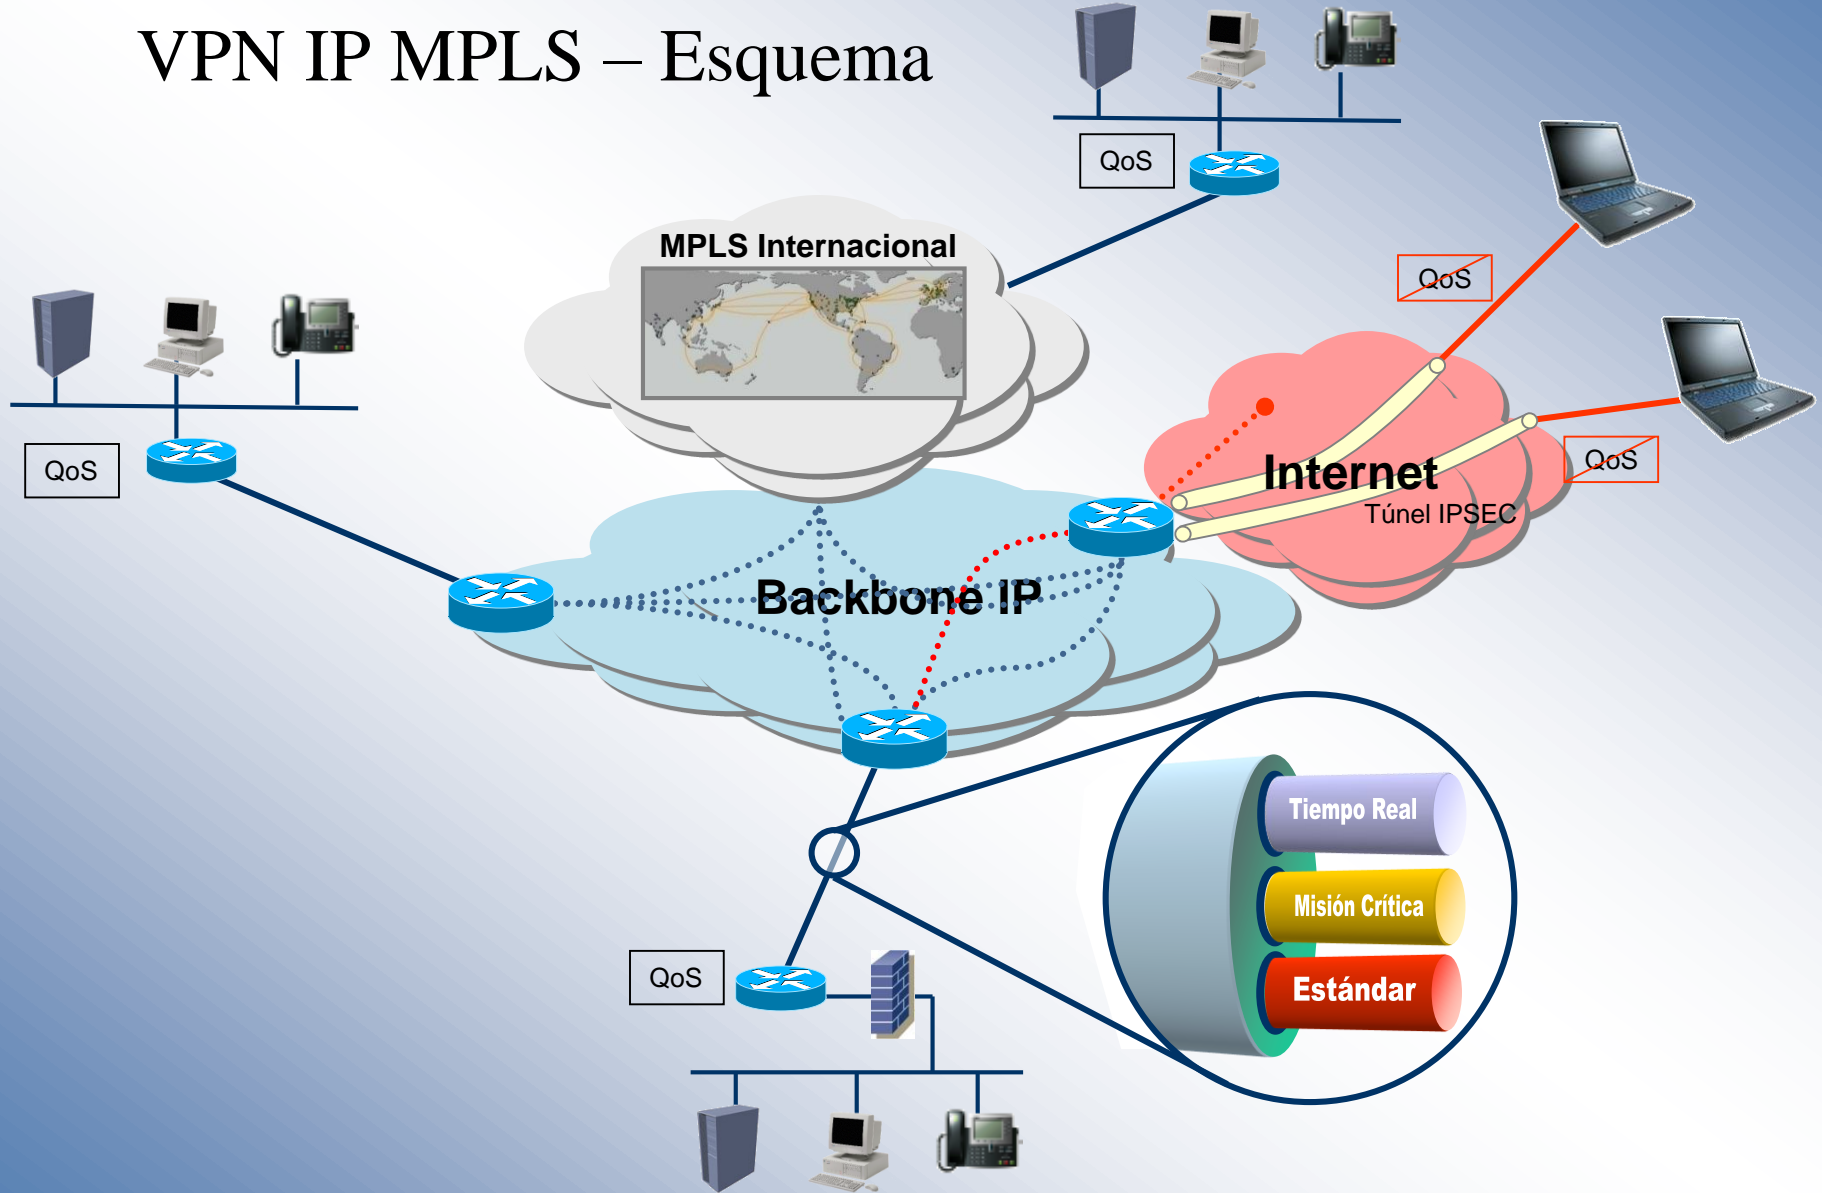 VPN IP MPLS – Esquema
QoS
MPLS Internacional
QoS
QoS
QoS
Internet
Túnel IPSEC
Backbone IP
Tiempo Real
Misión Crítica
Estándar
QoS